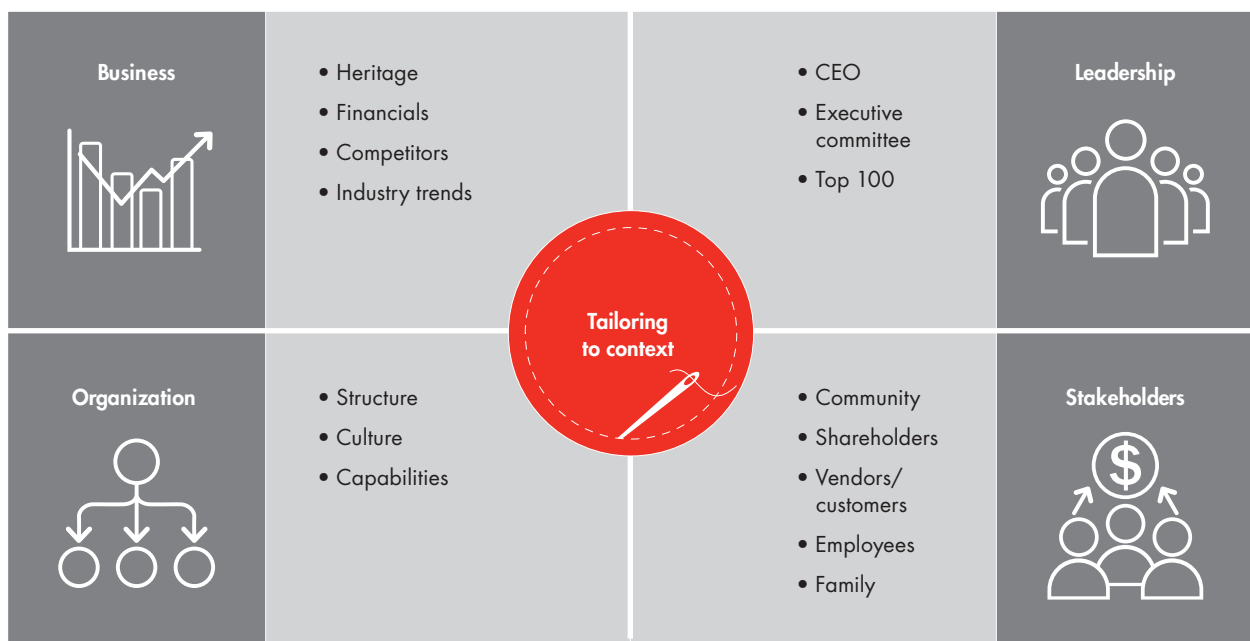 Business
• Heritage
• Financials
• Competitors
• Industry trends
• CEO
• Executive
committee
• Top 100
Leadership
Tailoring
to context
Organization
• Structure
• Culture
• Capabilities
• Community
• Shareholders
• Vendors/
customers
• Employees
• Family
Stakeholders
$